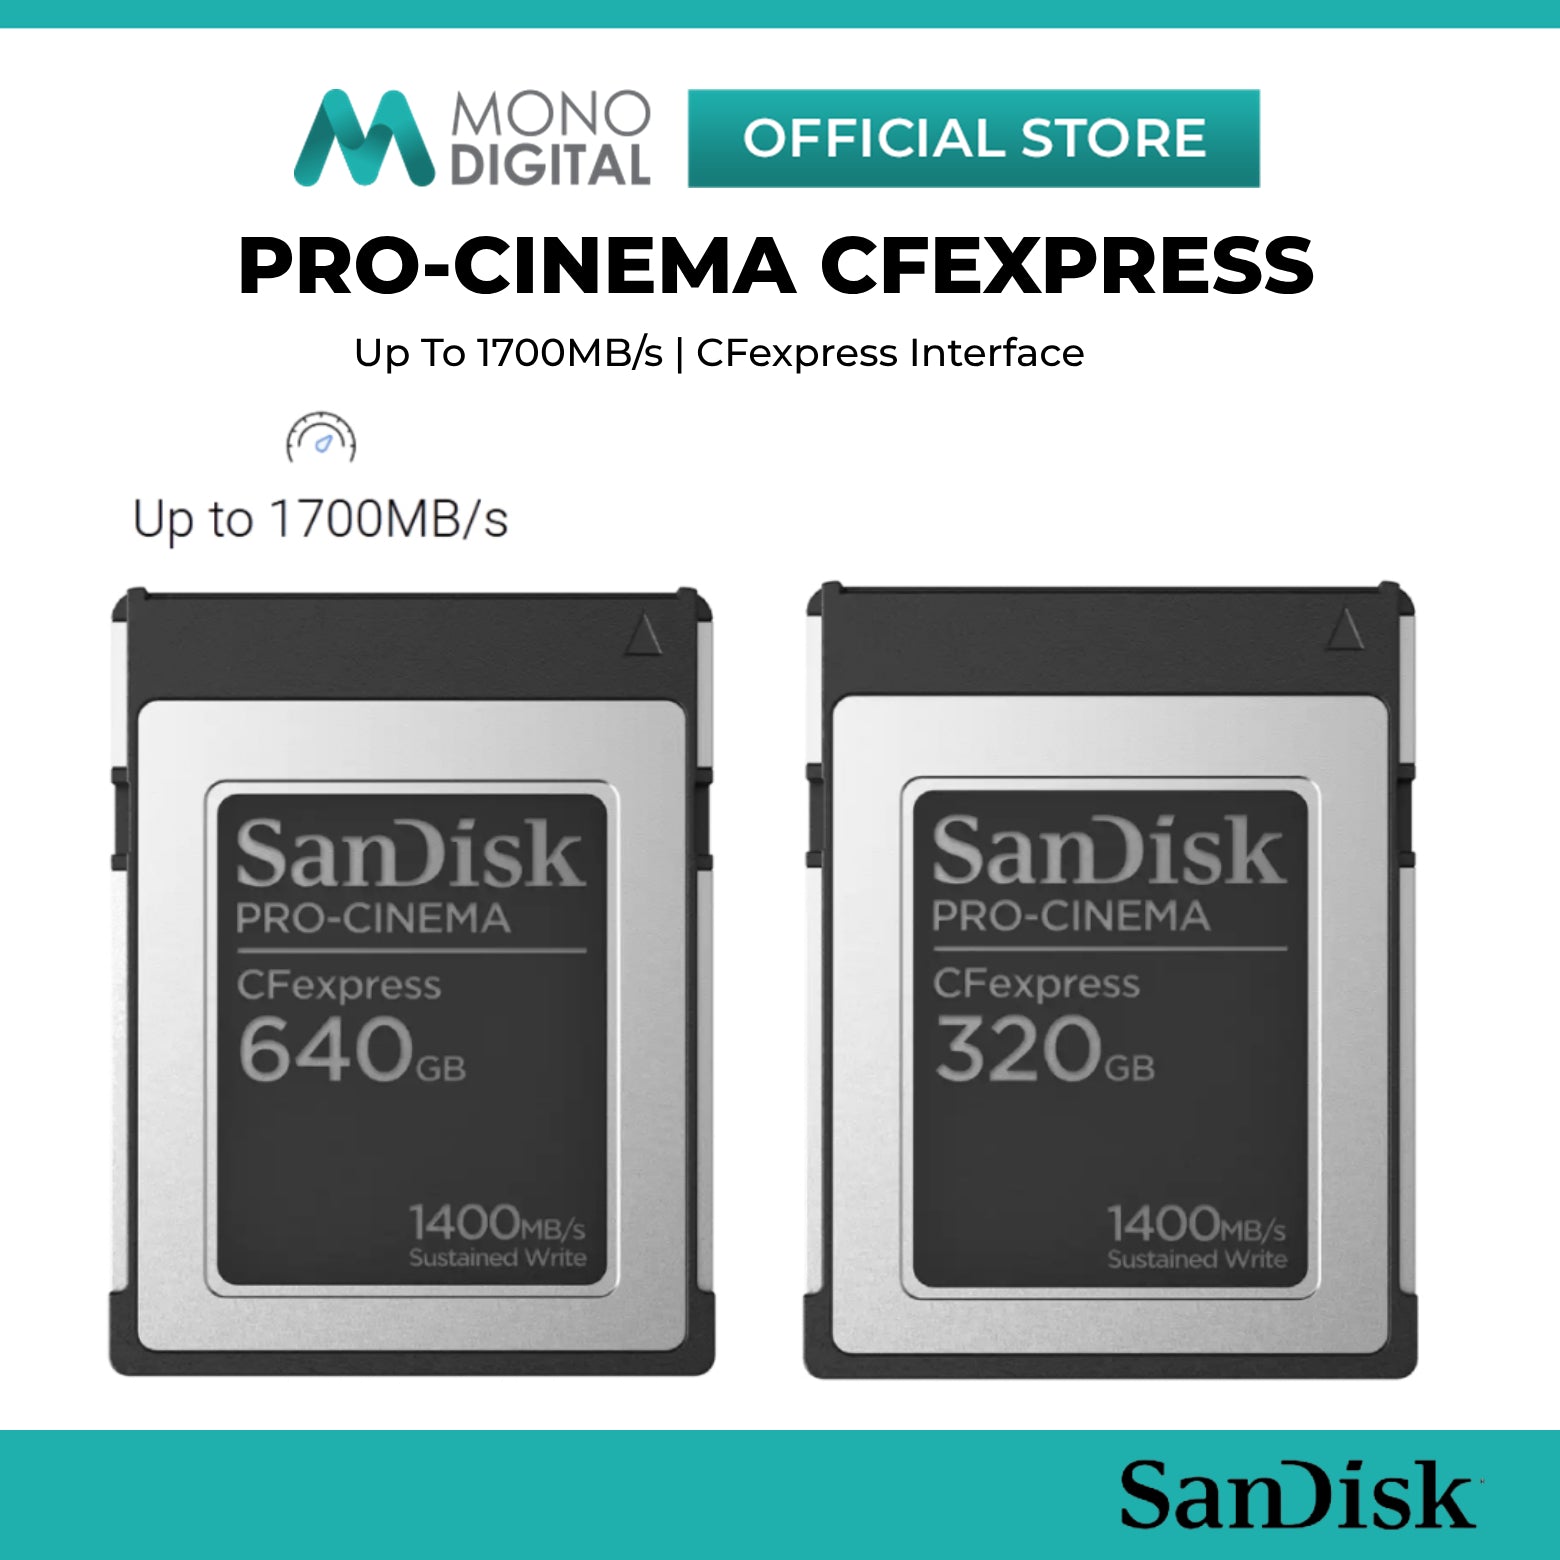 MONO
DIGITAL
OFFICIAL STORE
PRO-CINEMA CFEXPRESS
Up To 1700MB/s | CFexpress Interface
Up to 1700MB/s
SanDisk
PRO-CINEMA
CFexpress
640GB
1400MB/s
Sustained Write
SanDisk
PRO-CINEMA
CFexpress
320GB
1400MB/s
Sustained Write
SanDisk